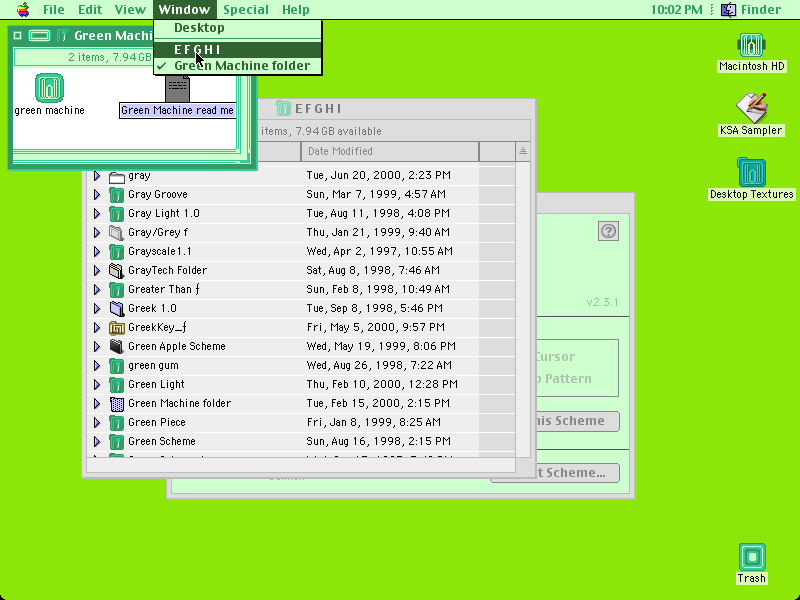 File Edit View Window Special Help 10:02 PM Finder
Desktop
E F G H I
Green Machine folder
Green Machi
2 items, 7.94GB
green machine
Green Machine read me
E F G H I
items, 7.94GB available
Date Modified
gray Tue, Jun 20, 2000, 2:23 PM
Gray Groove Sun, Mar 7, 1999, 4:57 AM
Gray Light 1.0 Tue, Aug 11, 1998, 4:08 PM
Gray/Grey f Thu, Jan 21, 1999, 9:40 AM
Grayscale1.1 Wed, Apr 2, 1997, 10:55 AM
GrayTech Folder Sat, Aug 8, 1998, 7:46 AM
Greater Than ƒ Sun, Feb 8, 1998, 10:49 AM
Greek 1.0 Tue, Sep 8, 1998, 5:46 PM
GreekKey_ƒ Fri, May 5, 2000, 9:57 PM
Green Apple Scheme Wed, May 19, 1999, 8:06 PM
green gum Wed, Aug 26, 1998, 7:22 AM
Green Light Thu, Feb 10, 2000, 12:28 PM
Green Machine folder Tue, Feb 15, 2000, 2:15 PM
Green Piece Fri, Jan 8, 1999, 8:25 AM
Green Scheme Sun, Aug 16, 1998, 2:15 PM
v2.3.1
Cursor
Pattern
his Scheme
t Scheme...
Macintosh HD
KSA Sampler
Desktop Textures
Trash